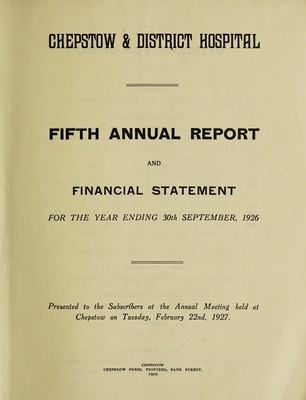 CHEPSTOW & DISTRICT HOSPITAL
FIFTH ANNUAL REPORT
AND
FINANCIAL STATEMENT
FOR THE YEAR ENDING 30th SEPTEMBER, 1926
Presented to the Subscribers at the Annual Meeting held at
Chepstow on Tuesday, February 22nd, 1927.
CHEPSTOW
CHEPSTOW PRESS, PRINTERS, BANK STREET.
1927.